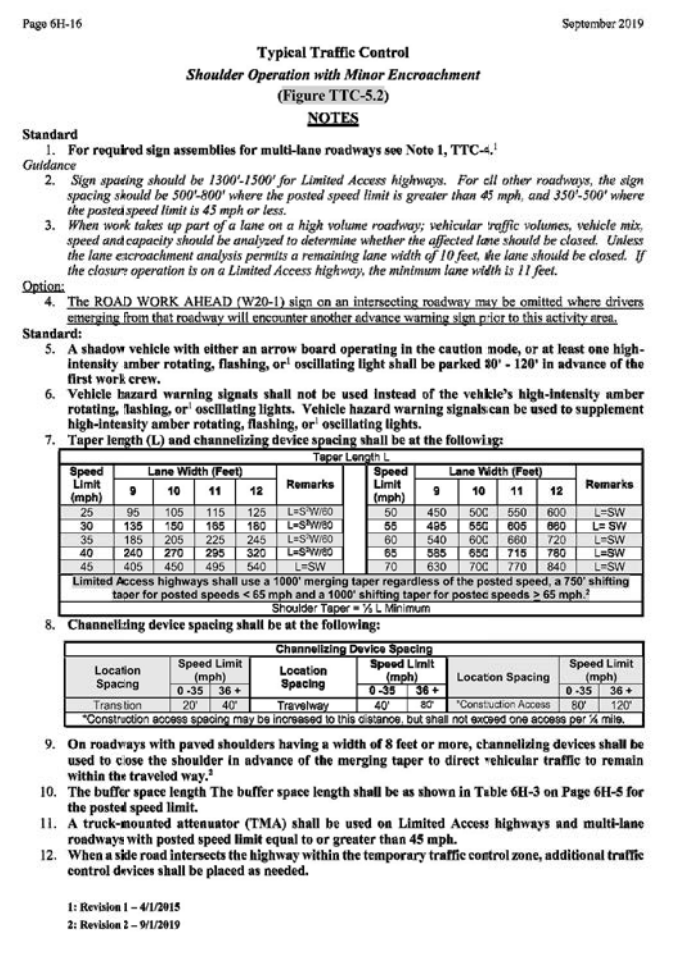 Page 6H-16 September 2019
Typical Traffic Control
Shoulder Operation with Minor Encroachment
(Figure TTC-5.2)
NOTES
Standard
1. For required sign assemblies for multi-lane roadways see Note 1, TTC-4.¹
Guidance
2. Sign spacing should be 1300'-1500' for Limited Access highways. For all other roadways, the sign
spacing should be 500'-800' where the posted speed limit is greater than 45 mph, and 350'-500' where
the posted speed limit is 45 mph or less.
3. When work takes up part of a lane on a high volume roadway; vehicular traffic volumes, vehicle mix,
speed and capacity should be analyzed to determine whether the affected lane should be closed. Unless
the lane encroachment analysis permits a remaining lane width of 10 feet, the lane should be closed. If
the closure operation is on a Limited Access highway, the minimum lane width is 11 feet.
Option:
4. The ROAD WORK AHEAD (W20-1) sign on an intersecting roadway may be omitted where drivers
emerging from that roadway will encounter another advance warning sign prior to this activity area.
Standard:
5. A shadow vehicle with either an arrow board operating in the caution mode, or at least one high-
intensity amber rotating, flashing, or¹ oscillating light shall be parked 80' - 120' in advance of the
first work crew.
6. Vehicle hazard warning signals shall not be used instead of the vehicle's high-intensity amber
rotating, flashing, or¹ oscillating lights. Vehicle hazard warning signals can be used to supplement
high-intensity amber rotating, flashing, or¹ oscillating lights.
7. Taper length (L) and channelizing device spacing shall be at the following:
Taper Length L
Speed Limit (mph) Lane Width (Feet) Remarks Speed Limit (mph) Lane Width (Feet) Remarks
9 10 11 12 9 10 11 12
25 95 105 115 125 L=S²W/60 50 450 500 550 600 L=SW
30 135 150 165 180 L=S²W/60 55 495 550 605 660 L= SW
35 185 205 225 245 L=S²W/60 60 540 600 660 720 L=SW
40 240 270 295 320 L=S²W/60 65 585 650 715 780 L=SW
45 405 450 495 540 L=SW 70 630 700 770 840 L=SW
Limited Access highways shall use a 1000' merging taper regardless of the posted speed, a 750' shifting
taper for posted speeds < 65 mph and a 1000' shifting taper for posted speeds ≥ 65 mph.²
Shoulder Taper = ⅓ L Minimum
8. Channelizing device spacing shall be at the following:
Channelizing Device Spacing
Location Spacing Speed Limit (mph) Location Spacing Speed Limit (mph) Location Spacing Speed Limit (mph)
0 -35 36 + 0 -35 36 + 0 -35 36 +
Transition 20' 40' Travelway 40' 80' *Construction Access 80' 120'
*Construction access spacing may be increased to this distance, but shall not exceed one access per ¼ mile.
9. On roadways with paved shoulders having a width of 8 feet or more, channelizing devices shall be
used to close the shoulder in advance of the merging taper to direct vehicular traffic to remain
within the traveled way.²
10. The buffer space length The buffer space length shall be as shown in Table 6H-3 on Page 6H-5 for
the posted speed limit.
11. A truck-mounted attenuator (TMA) shall be used on Limited Access highways and multi-lane
roadways with posted speed limit equal to or greater than 45 mph.
12. When a side road intersects the highway within the temporary traffic control zone, additional traffic
control devices shall be placed as needed.
1: Revision 1 – 4/1/2015
2: Revision 2 – 9/1/2019